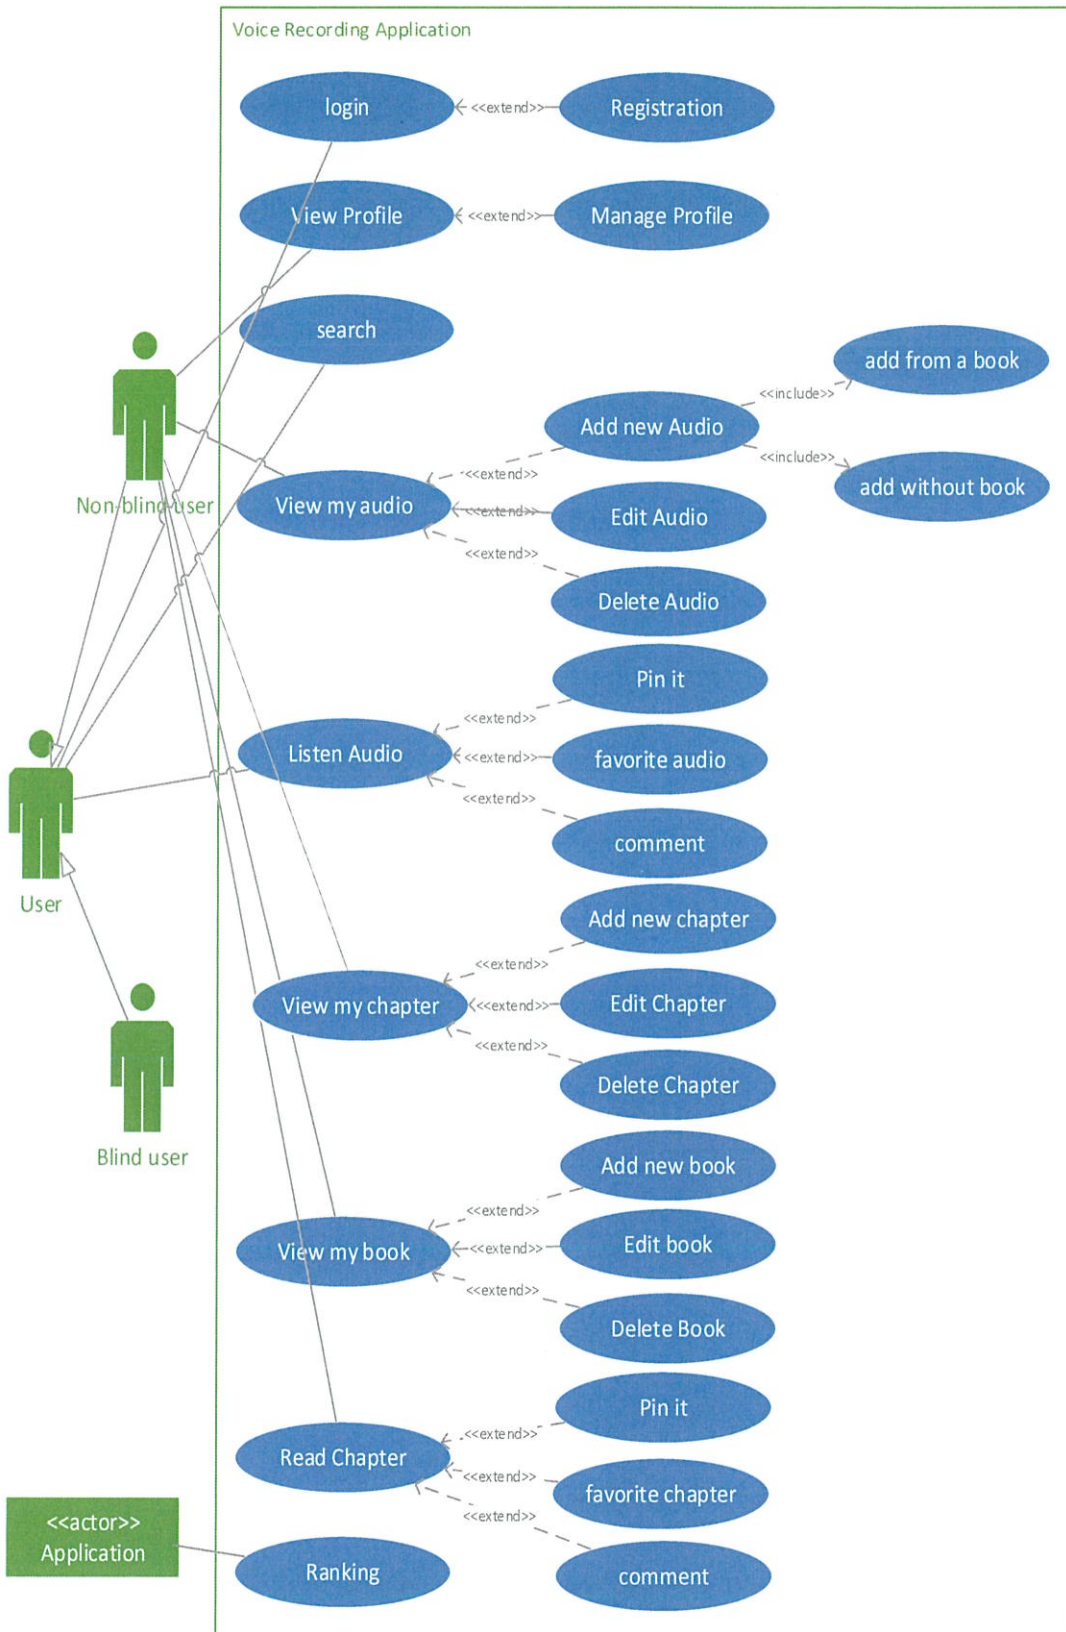 Voice Recording Application
login
<<extend>>
Registration
View Profile
<<extend>>
Manage Profile
search
add from a book
<<include>>
Add new Audio
<<include>>
add without book
<<extend>>
Non-blind user
View my audio
<<extend>>
Edit Audio
<<extend>>
Delete Audio
Pin it
<<extend>>
Listen Audio
<<extend>>
favorite audio
<<extend>>
comment
User
Add new chapter
<<extend>>
View my chapter
<<extend>>
Edit Chapter
<<extend>>
Delete Chapter
Blind user
Add new book
<<extend>>
View my book
<<extend>>
Edit book
<<extend>>
Delete Book
Pin it
<<extend>>
Read Chapter
<<extend>>
favorite chapter
<<extend>>
<<actor>>
Application
Ranking
comment